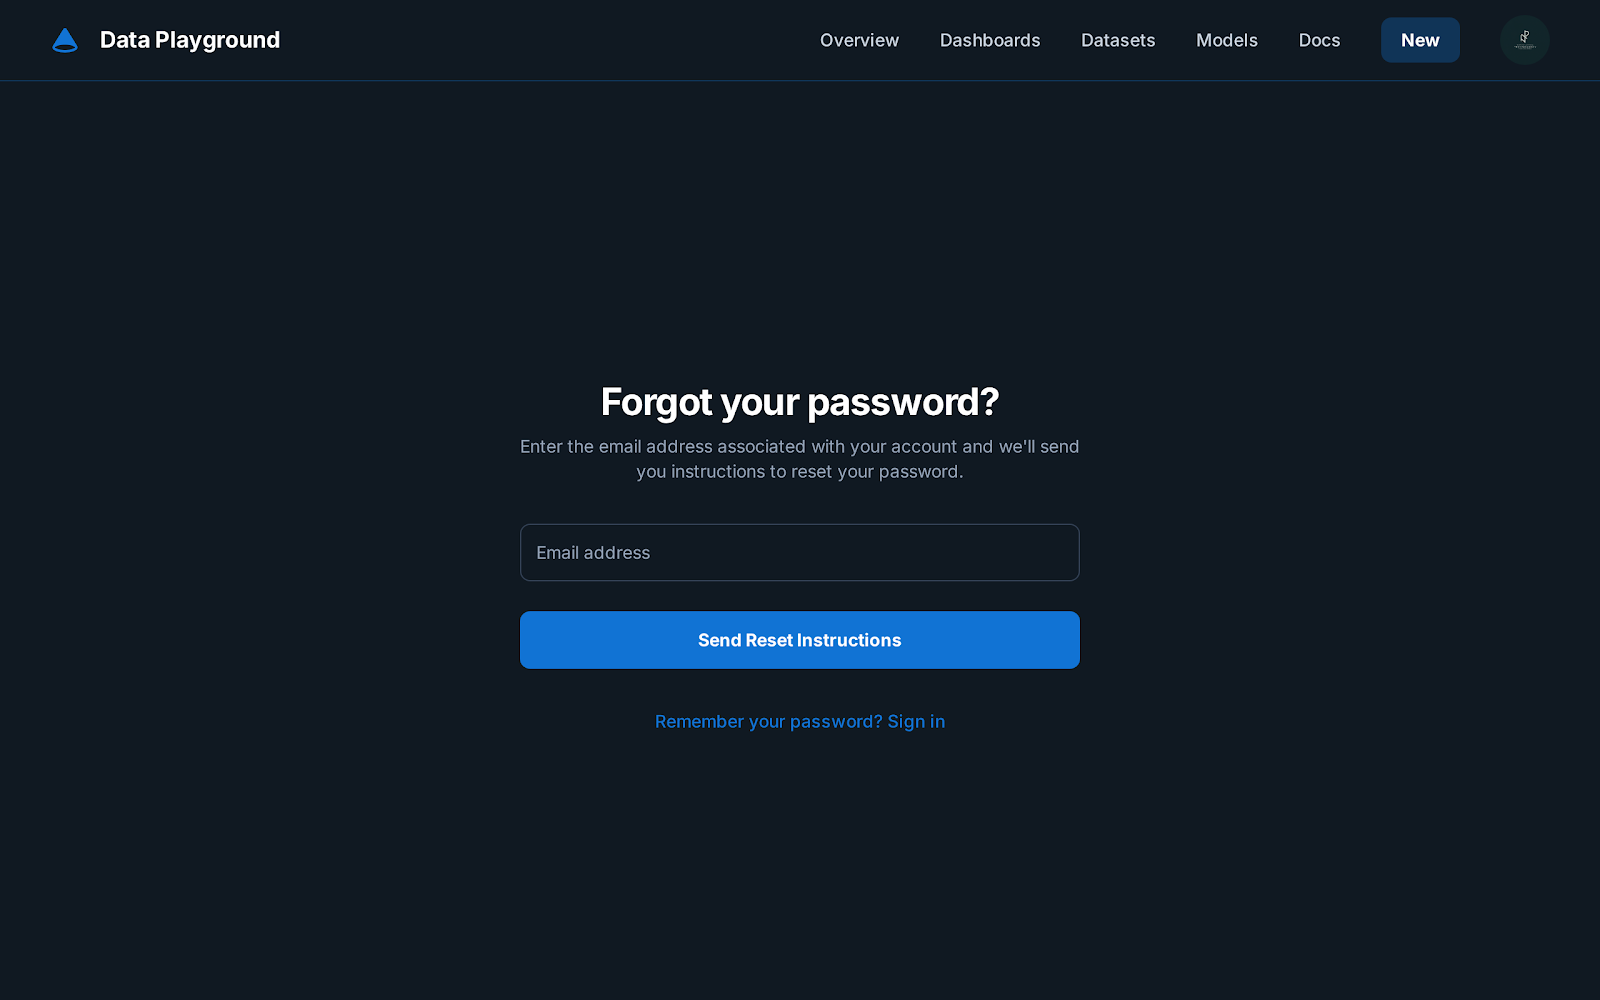 Data Playground
Overview
Dashboards
Datasets
Models
Docs
New
Forgot your password?
Enter the email address associated with your account and we'll send
you instructions to reset your password.
Email address
Send Reset Instructions
Remember your password? Sign in